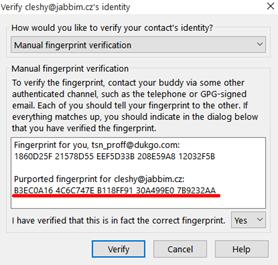 Verify cleshy@jabbim.cz's identity
How would you like to verify your contact's identity?
Manual fingerprint verification
Manual fingerprint verification
To verify the fingerprint, contact your buddy via some other
authenticated channel, such as the telephone or GPG-signed
email. Each of you should tell your fingerprint to the other. If
everything matches up, you should indicate in the dialog below
that you have verified the fingerprint.
Fingerprint for you, tsn_proff@dukgo.com:
1860D25F 21578D55 EEF5D33B 208E59A8 12032F5B
Purported fingerprint for cleshy@jabbim.cz:
B3EC0A16 4C6C747E B118FF91 30A499E0 7B9232AA
I have verified that this is in fact the correct fingerprint. Yes
Verify Cancel Help